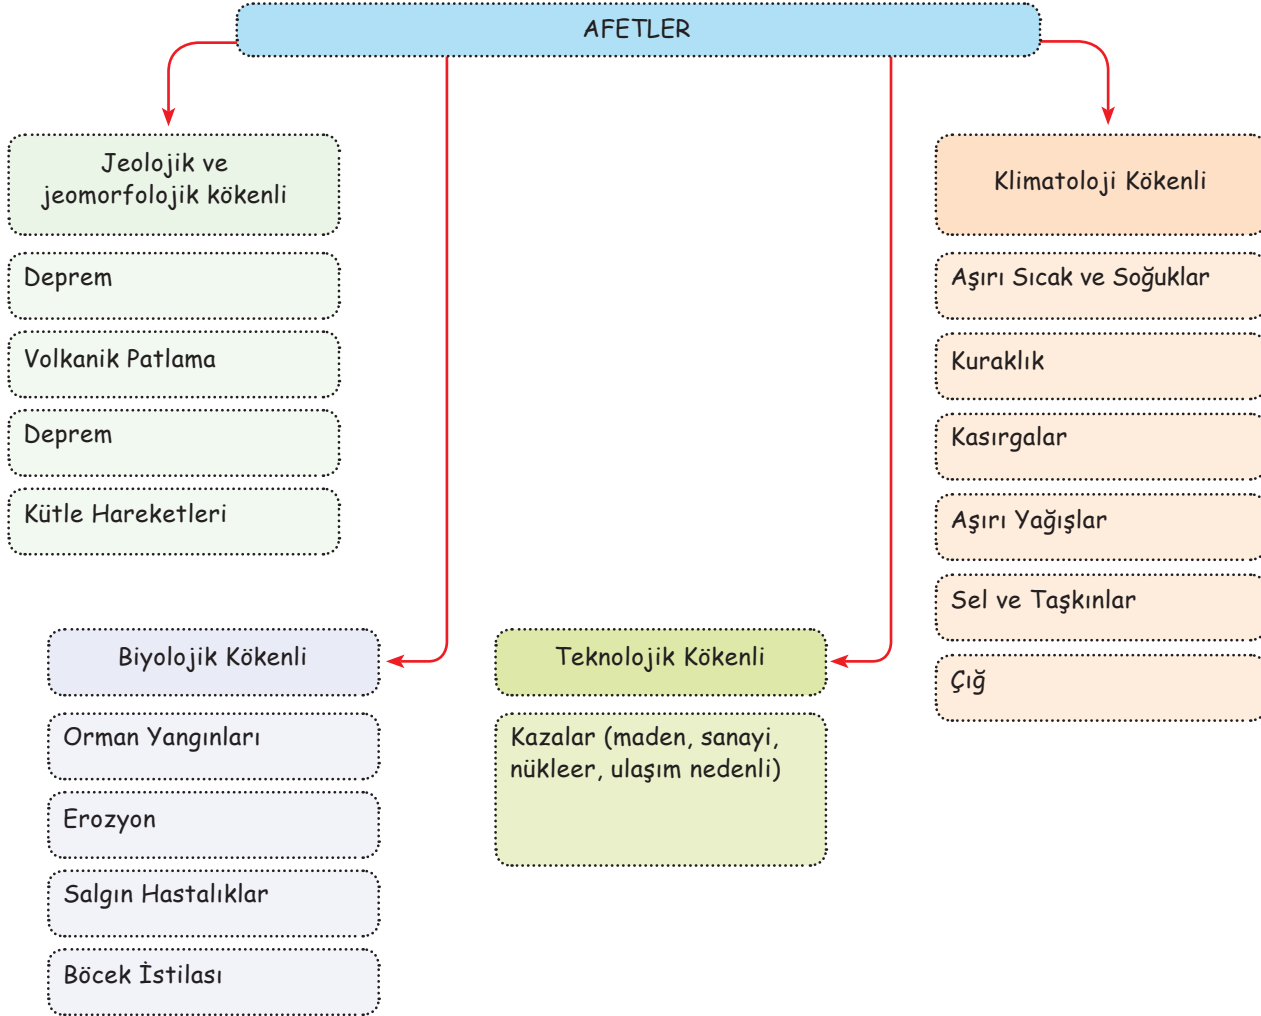 AFETLER
Jeolojik ve
jeomorfolojik kökenli
Deprem
Volkanik Patlama
Deprem
Kütle Hareketleri
Klimatoloji Kökenli
Aşırı Sıcak ve Soğuklar
Kuraklık
Kasırgalar
Aşırı Yağışlar
Sel ve Taşkınlar
Çığ
Biyolojik Kökenli
Orman Yangınları
Erozyon
Salgın Hastalıklar
Böcek İstilası
Teknolojik Kökenli
Kazalar (maden, sanayi,
nükleer, ulaşım nedenli)